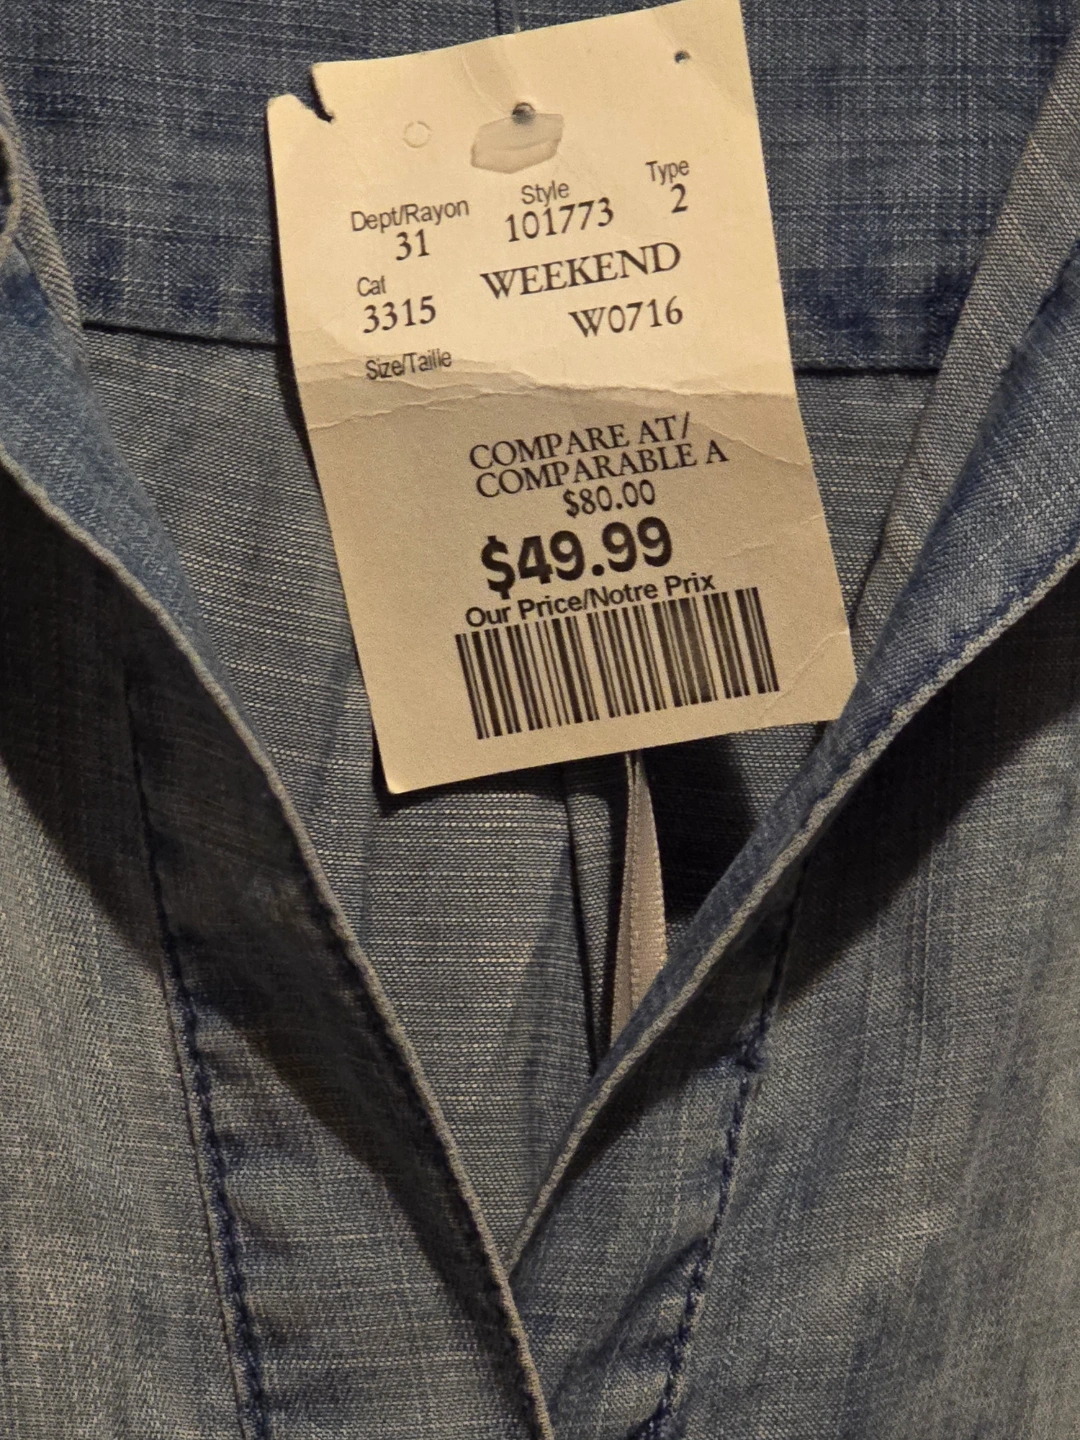 Dept/Rayon Style Type
31 101773 2
Cat WEEKEND
3315 W0716
Size/Taille
COMPARE AT/
COMPARABLE A
$80.00
$49.99
Our Price/Notre Prix